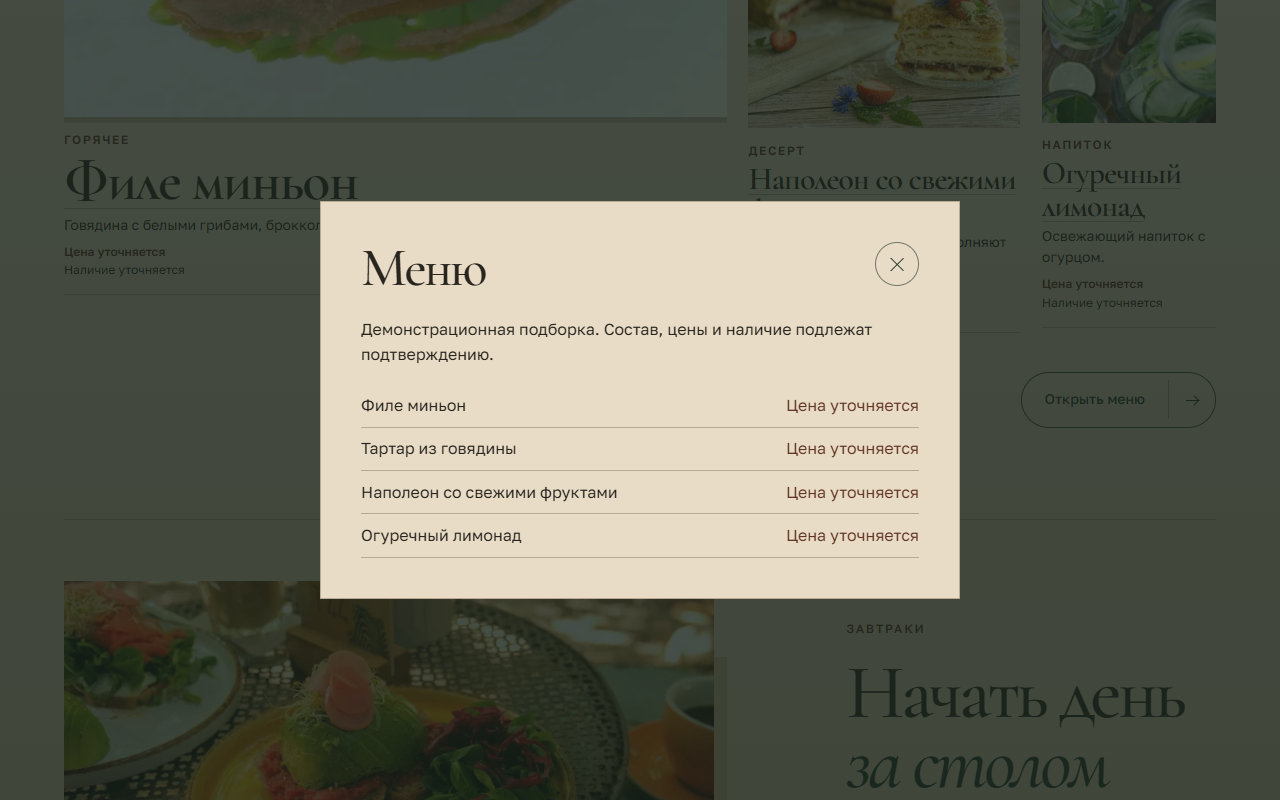 ГОРЯЧЕЕ
Филе миньон
Говядина с белыми грибами,
Цена уточняется
Наличие уточняется
ДЕСЕРТ
Наполеон со свежими
НАПИТОК
Огуречный
лимонад
Освежающий напиток с
огурцом.
Цена уточняется
Наличие уточняется
Открыть меню →
Меню
Демонстрационная подборка. Состав, цены и наличие подлежат
подтверждению.
Филе миньон Цена уточняется
Тартар из говядины Цена уточняется
Наполеон со свежими фруктами Цена уточняется
Огуречный лимонад Цена уточняется
ЗАВТРАКИ
Начать день
за столом